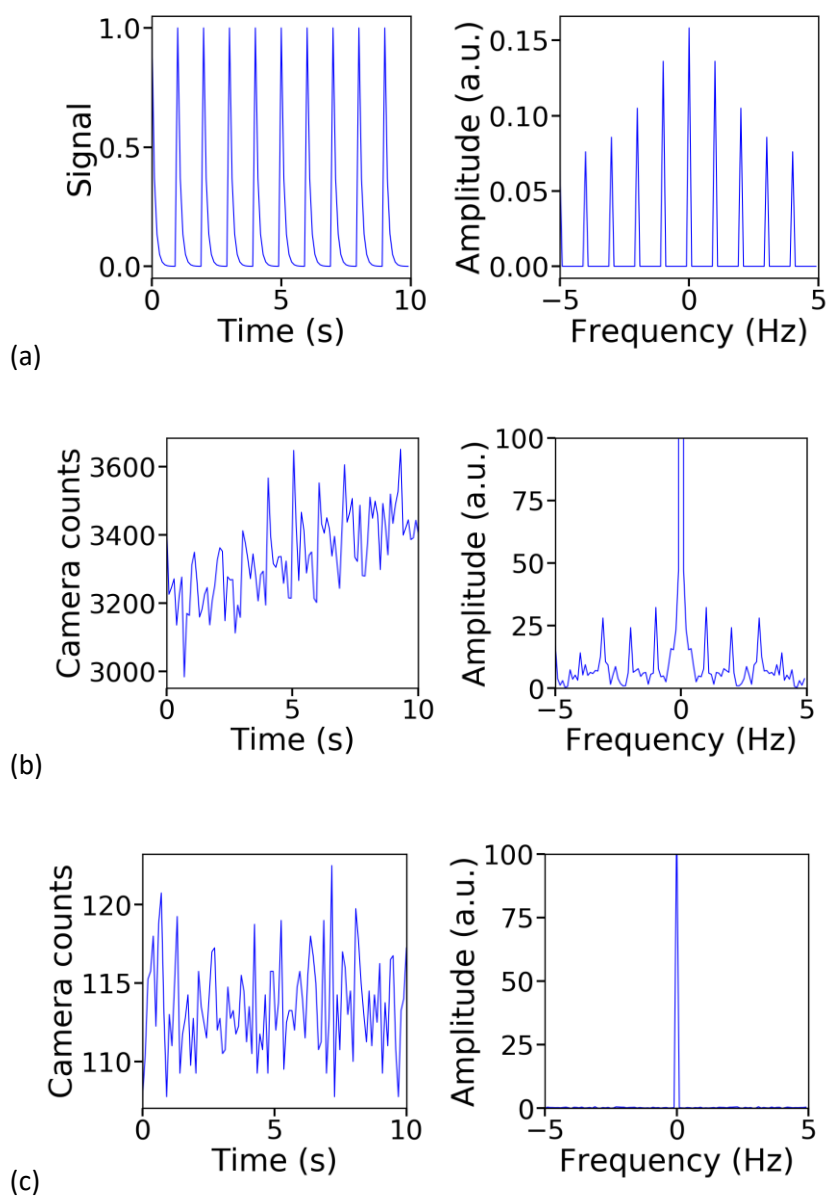 Signal
1.0
0.5
0.0
0 5 10
Time (s)
Amplitude (a.u.)
0.15
0.10
0.05
0.00
−5 0 5
Frequency (Hz)
(a)
Camera counts
3600
3400
3200
3000
0 5 10
Time (s)
Amplitude (a.u.)
100
75
50
25
0
−5 0 5
Frequency (Hz)
(b)
Camera counts
120
115
110
0 5 10
Time (s)
Amplitude (a.u.)
100
75
50
25
0
−5 0 5
Frequency (Hz)
(c)